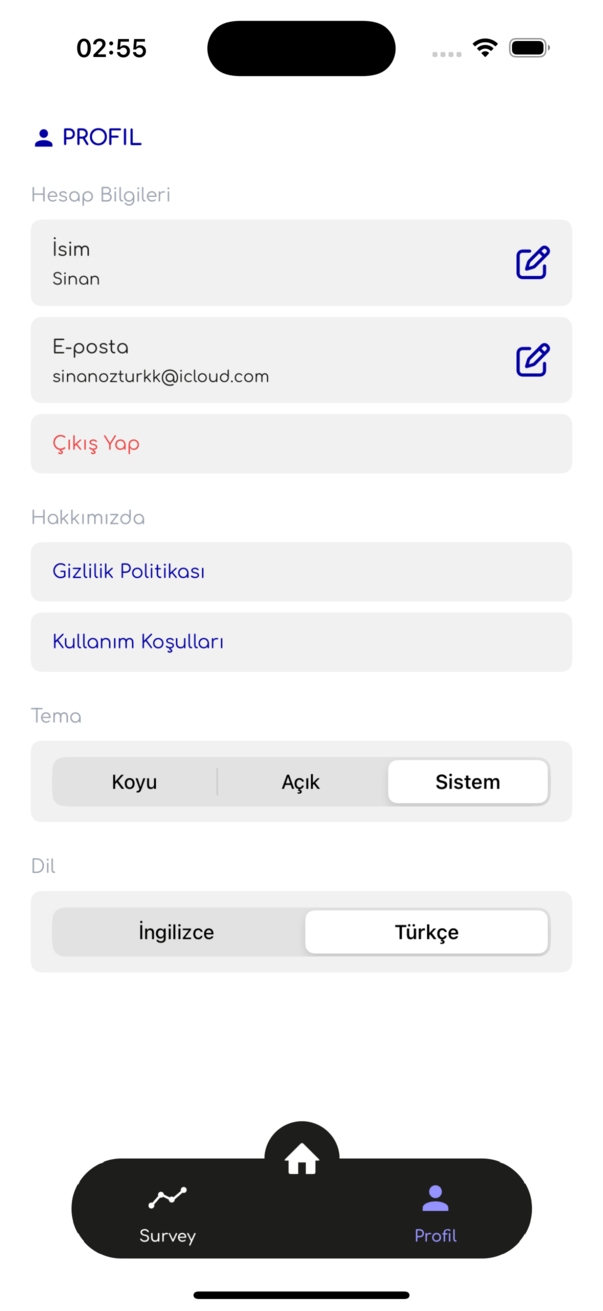 02:55
PROFIL
Hesap Bilgileri
İsim
Sinan
E-posta
sinanozturkk@icloud.com
Çıkış Yap
Hakkımızda
Gizlilik Politikası
Kullanım Koşulları
Tema
Koyu Açık Sistem
Dil
İngilizce Türkçe
Survey Profil